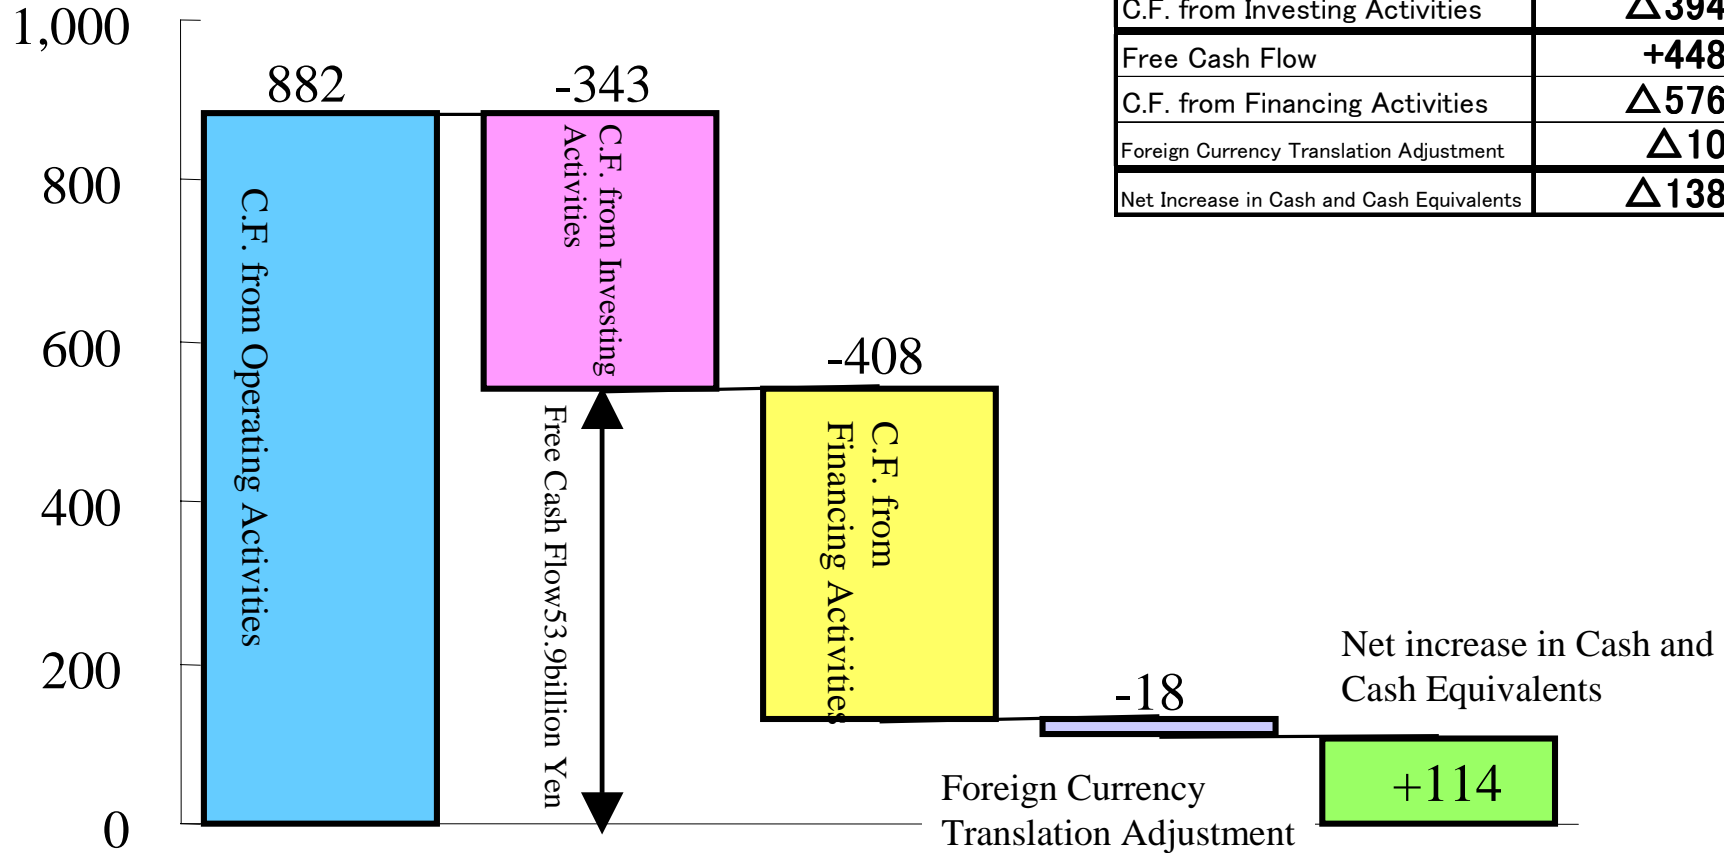 C.F. from Investing Activities △394
Free Cash Flow +448
C.F. from Financing Activities △576
Foreign Currency Translation Adjustment △10
Net Increase in Cash and Cash Equivalents △138
1,000
800
600
400
200
0
882
C.F. from Operating Activities
-343
C.F. from Investing
Activities
Free Cash Flow53.9billion Yen
-408
C.F. from
Financing Activities
-18
Foreign Currency
Translation Adjustment
Net increase in Cash and
Cash Equivalents
+114